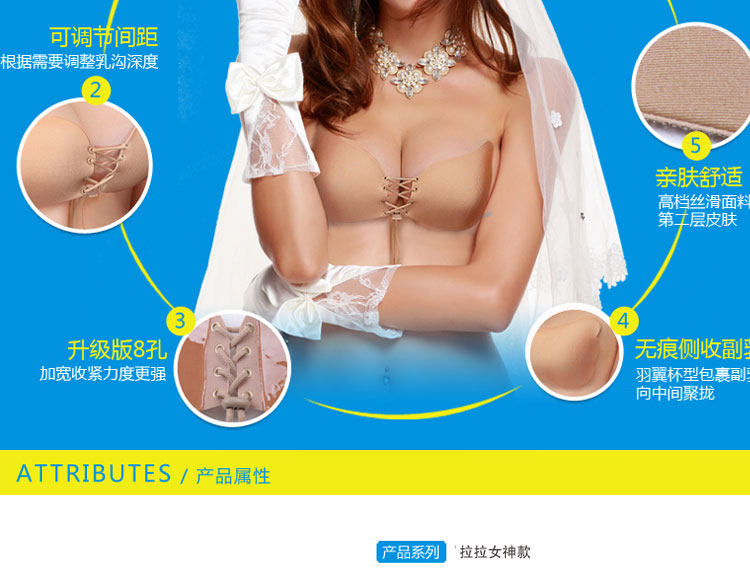 可调节间距
根据需要调整乳沟深度
2
5
亲肤舒适
高档丝滑面料
第二层皮肤
3
升级版8孔
加宽收紧力度更强
4
无痕侧收副乳
羽翼杯型包裹副乳
向中间聚拢
ATTRIBUTES / 产品属性
产品系列 拉拉女神款